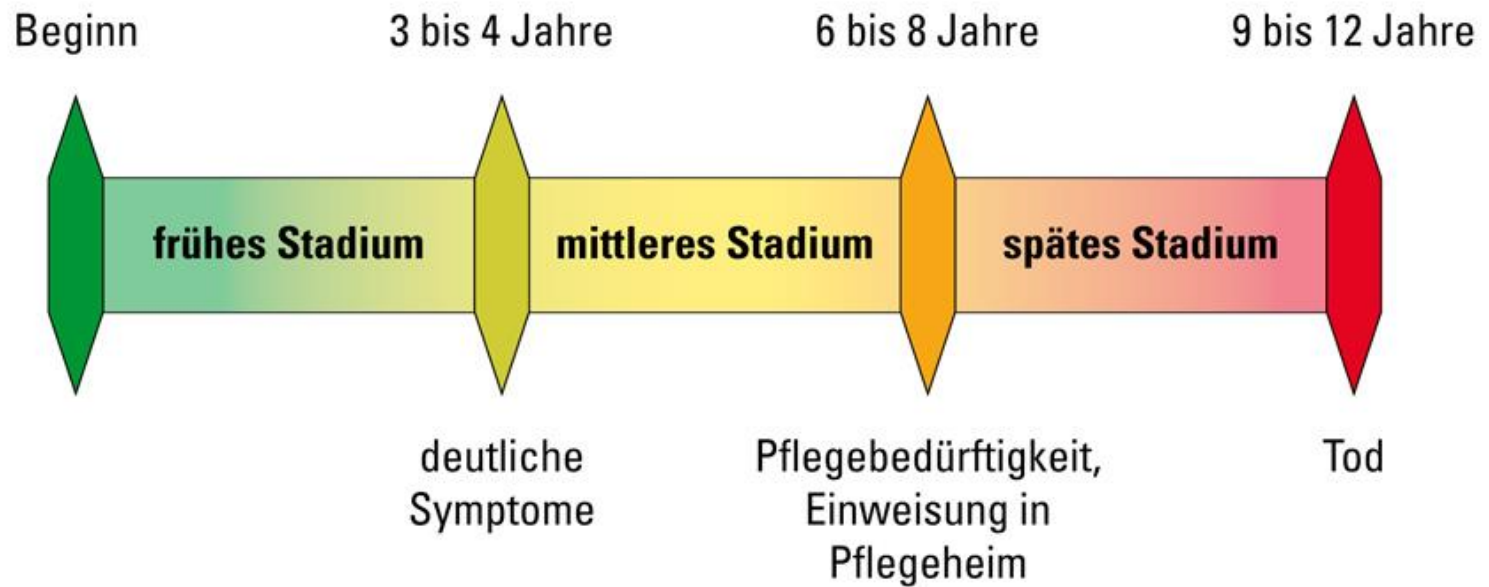 Beginn
3 bis 4 Jahre
6 bis 8 Jahre
9 bis 12 Jahre
frühes Stadium
mittleres Stadium
spätes Stadium
deutliche
Symptome
Pflegebedürftigkeit,
Einweisung in
Pflegeheim
Tod